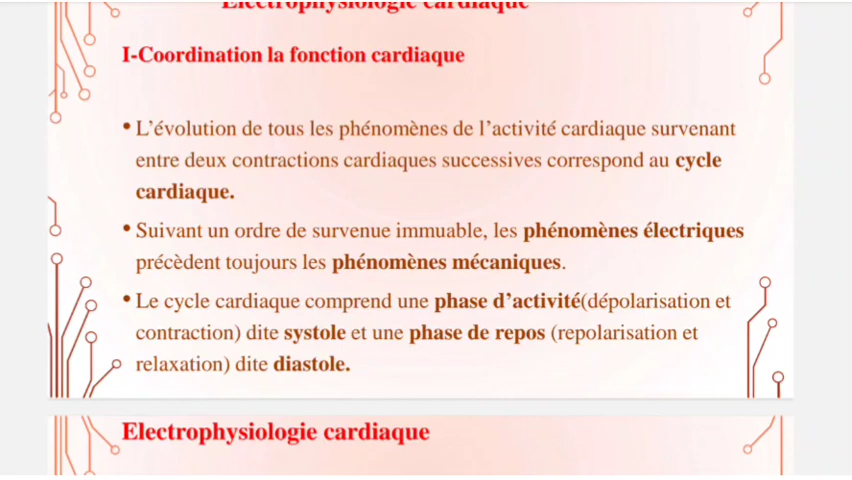 Electrophysiologie cardiaque
I-Coordination la fonction cardiaque
• L’évolution de tous les phénomènes de l’activité cardiaque survenant
entre deux contractions cardiaques successives correspond au cycle
cardiaque.
• Suivant un ordre de survenue immuable, les phénomènes électriques
précèdent toujours les phénomènes mécaniques.
• Le cycle cardiaque comprend une phase d’activité(dépolarisation et
contraction) dite systole et une phase de repos (repolarisation et
relaxation) dite diastole.
Electrophysiologie cardiaque